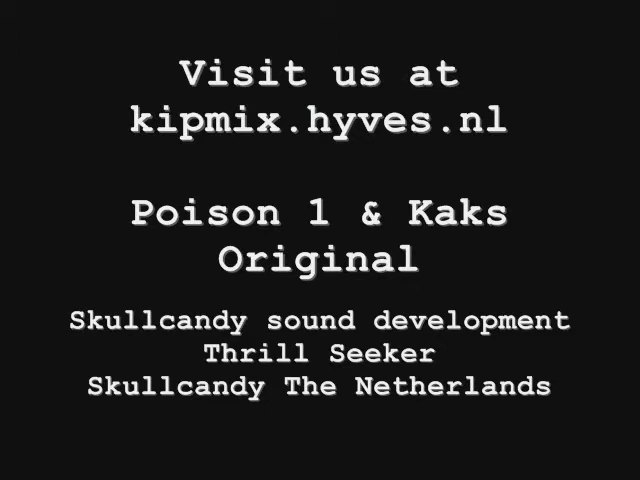 Visit us at
kipmix.hyves.nl
Poison 1 & Kaks
Original
Skullcandy sound development
Thrill Seeker
Skullcandy The Netherlands